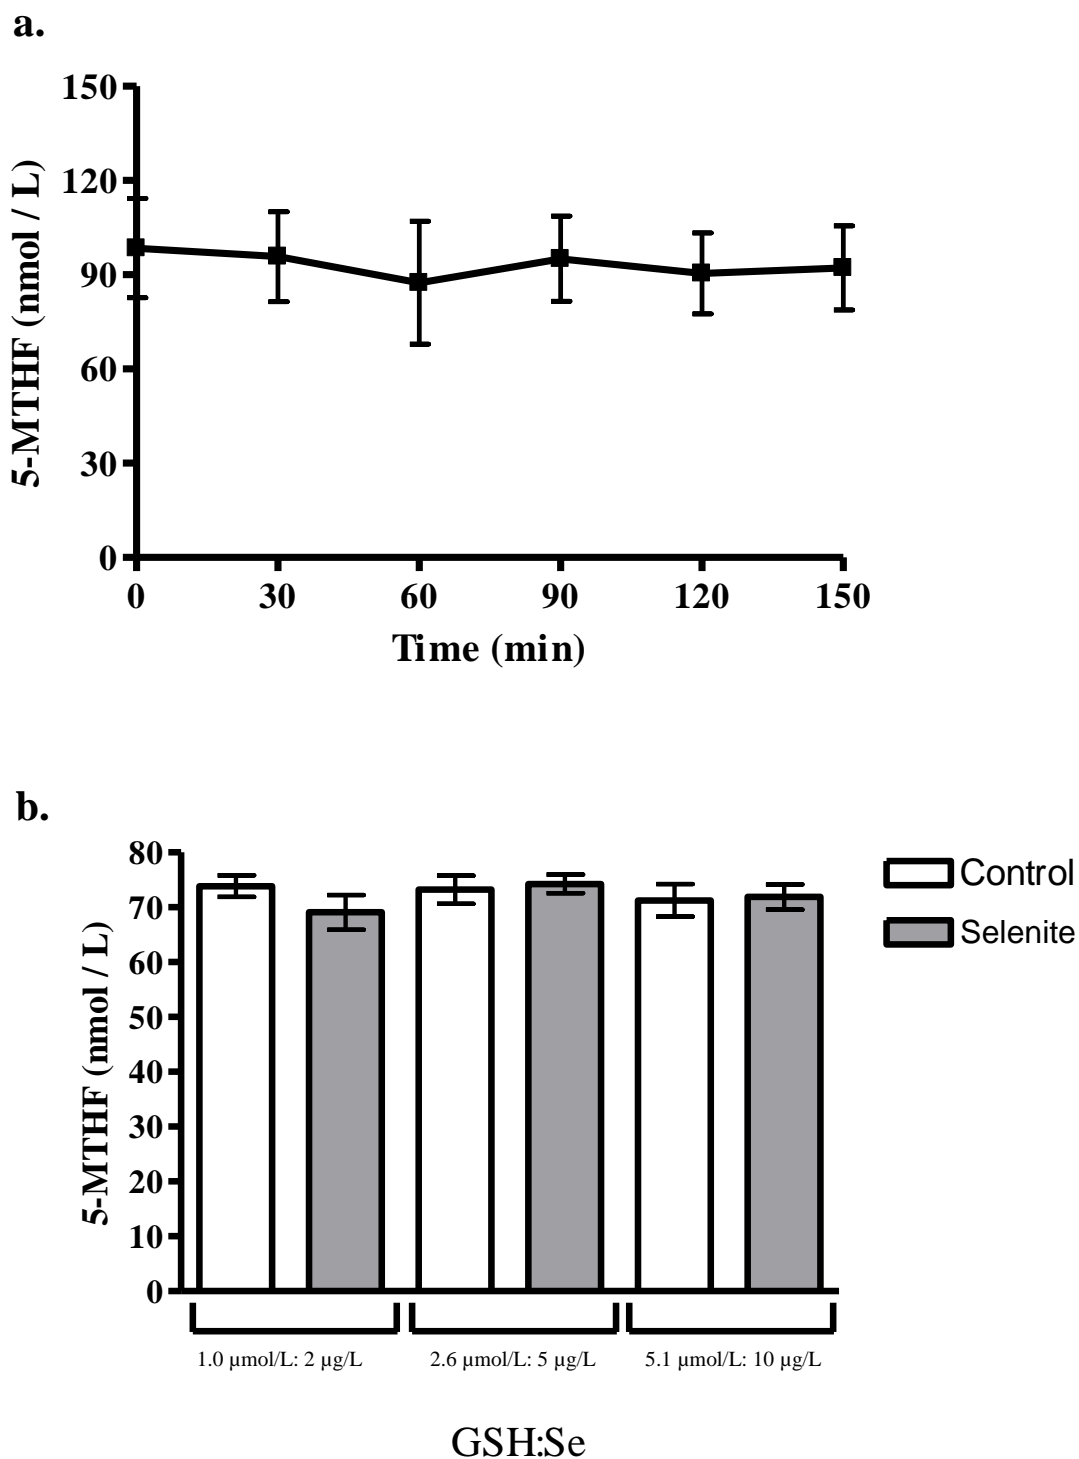 a.
150
120
90
60
30
0
5-MTHF (nmol / L)
0 30 60 90 120 150
Time (min)
b.
80
70
60
50
40
30
20
10
0
5-MTHF (nmol / L)
Control
Selenite
1.0 µmol/L: 2 µg/L 2.6 µmol/L: 5 µg/L 5.1 µmol/L: 10 µg/L
GSH:Se